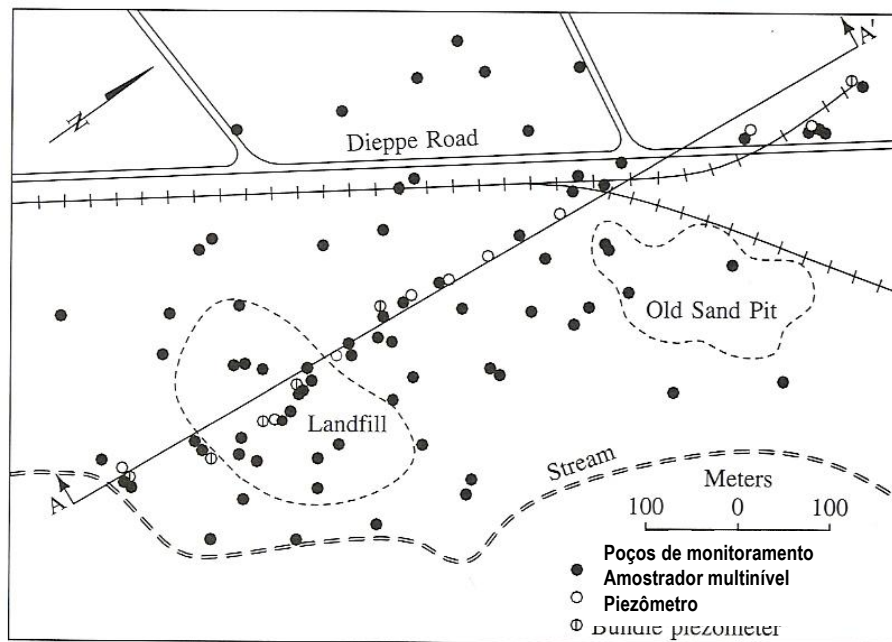 A'
N
Dieppe Road
Old Sand Pit
Landfill
Stream
A
Meters
100 0 100
Poços de monitoramento
Amostrador multinível
Piezômetro
Bundle piezometer